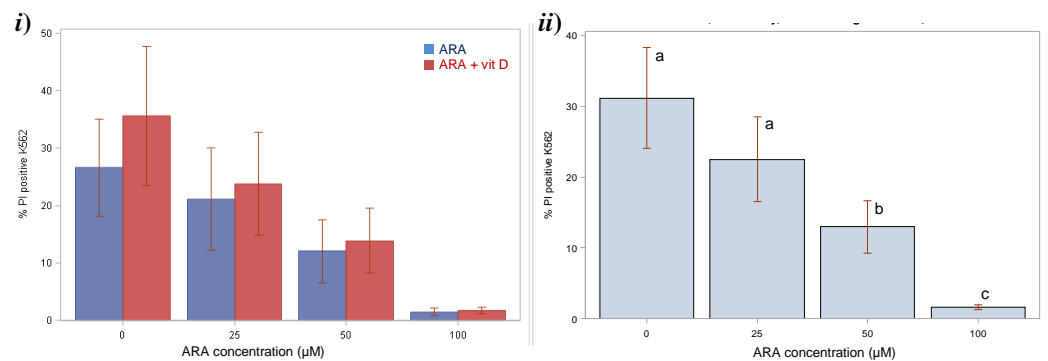 i)
50
40
30
20
10
0
% PI positive K562
ARA
ARA + vit D
0 25 50 100
ARA concentration (µM)
ii)
40
30
20
10
0
% PI positive K562
a
a
b
c
0 25 50 100
ARA concentration (µM)